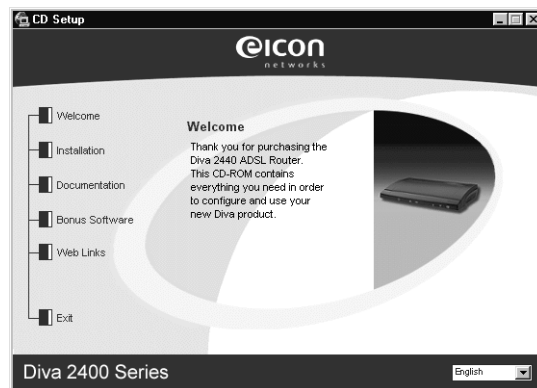 CD Setup
eicon
networks
Welcome
Installation
Documentation
Bonus Software
Web Links
Exit
Welcome
Thank you for purchasing the
Diva 2440 ADSL Router.
This CD-ROM contains
everything you need in order
to configure and use your
new Diva product.
Diva 2400 Series
English